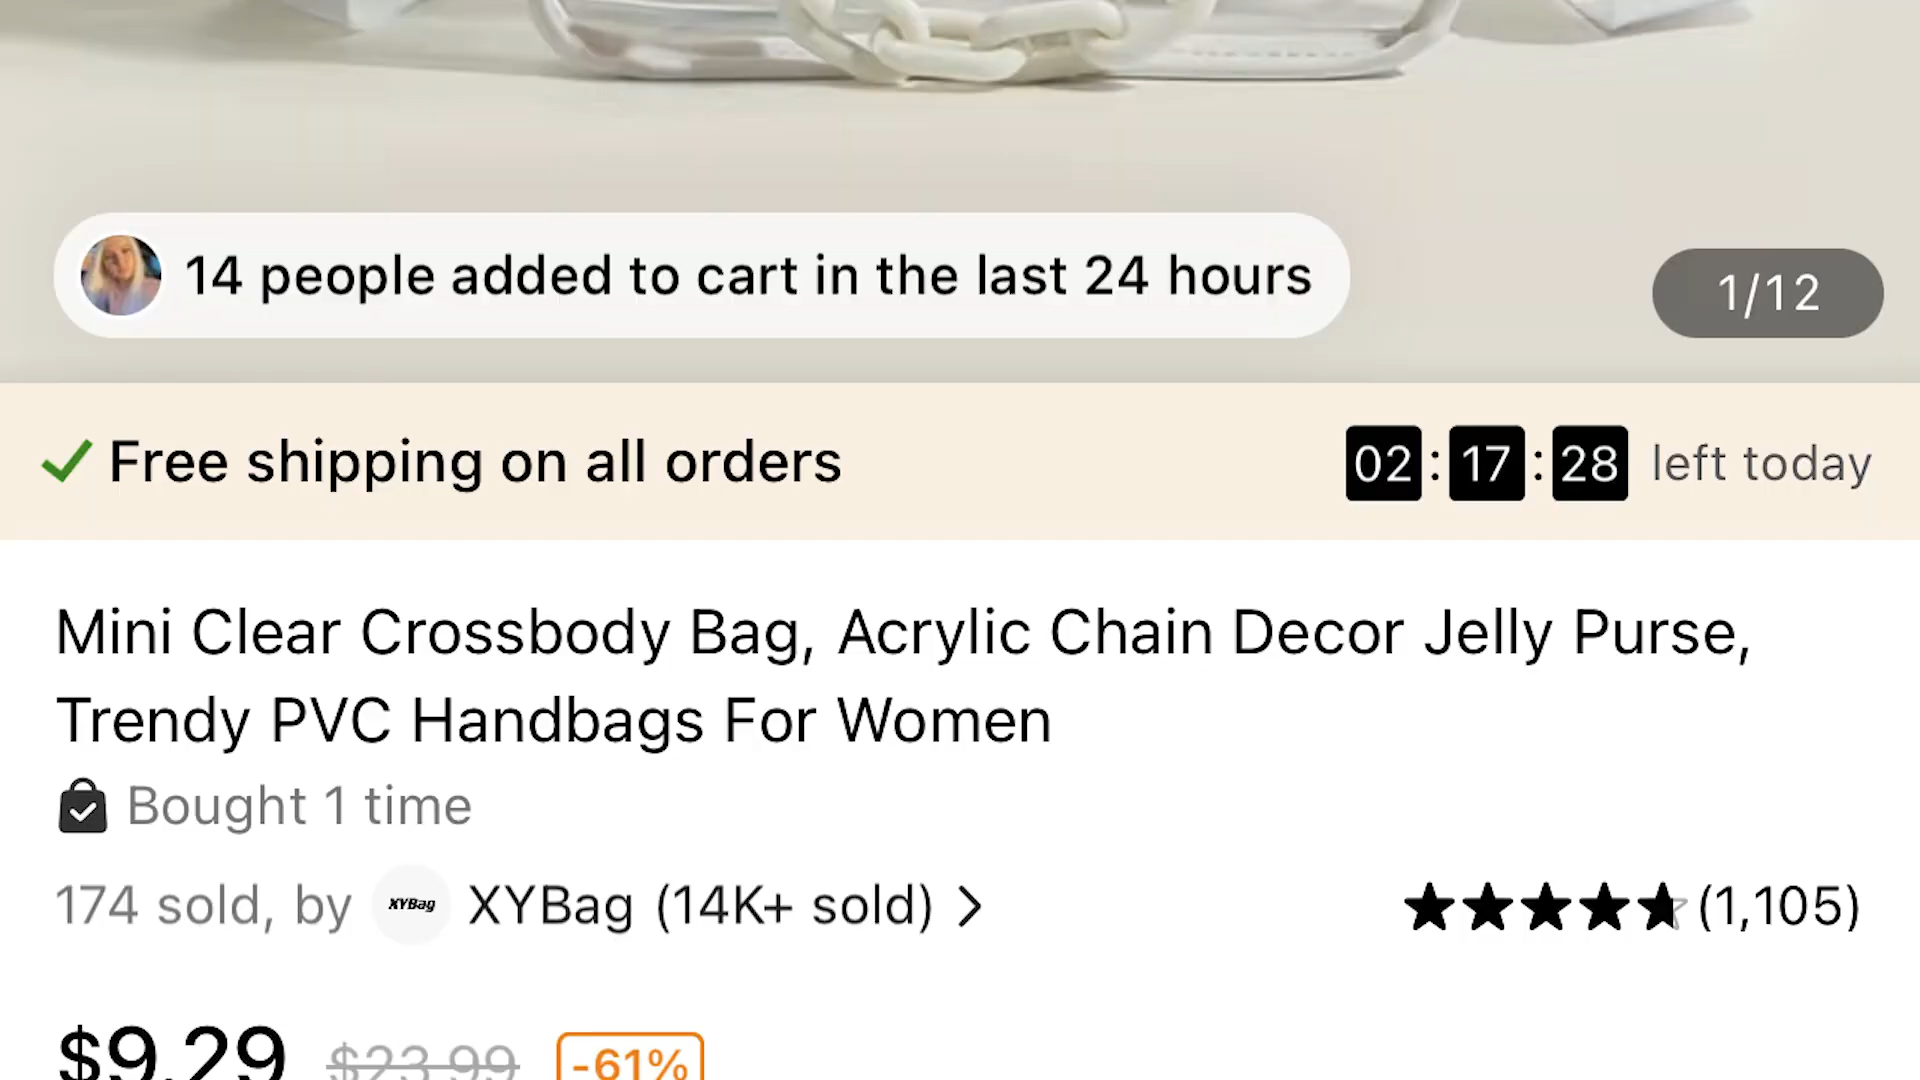 14 people added to cart in the last 24 hours
1/12
Free shipping on all orders
02:17:28 left today
Mini Clear Crossbody Bag, Acrylic Chain Decor Jelly Purse,
Trendy PVC Handbags For Women
Bought 1 time
174 sold, by XYBag XYBag (14K+ sold) (1,105)
$9.29 $23.99 -61%